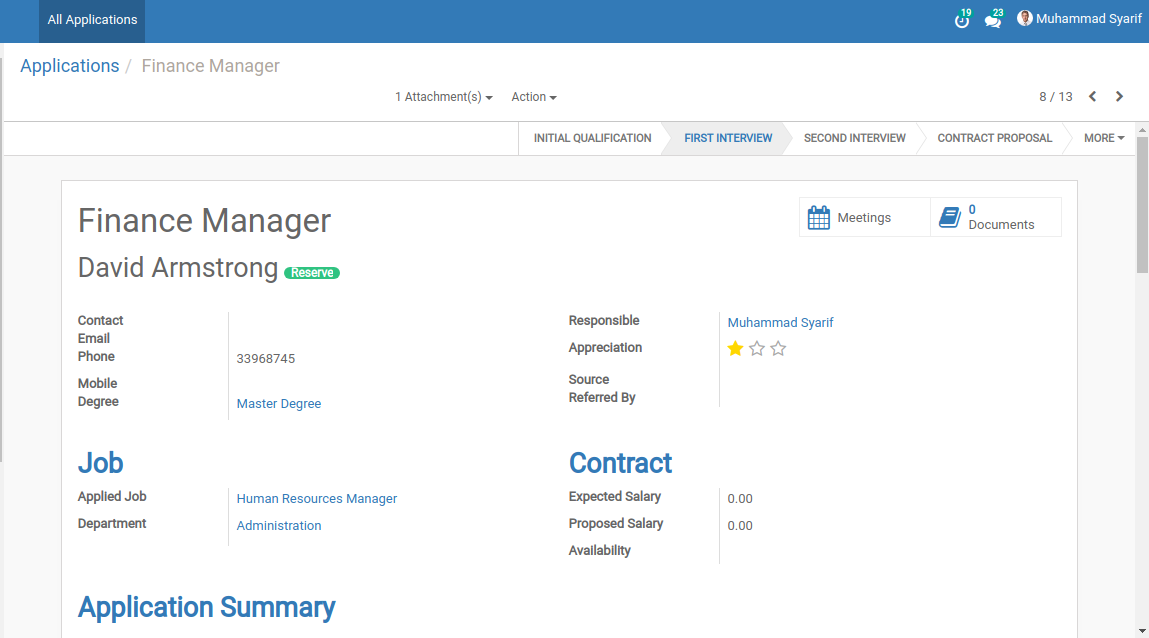 All Applications
19
23
Muhammad Syarif
Applications / Finance Manager
1 Attachment(s)
Action
8 / 13
INITIAL QUALIFICATION
FIRST INTERVIEW
SECOND INTERVIEW
CONTRACT PROPOSAL
MORE
Finance Manager
Meetings
0
Documents
David Armstrong Reserve
Contact
Email
Phone 33968745
Mobile
Degree Master Degree
Responsible Muhammad Syarif
Appreciation
Source
Referred By
Job
Applied Job Human Resources Manager
Department Administration
Contract
Expected Salary 0.00
Proposed Salary 0.00
Availability
Application Summary